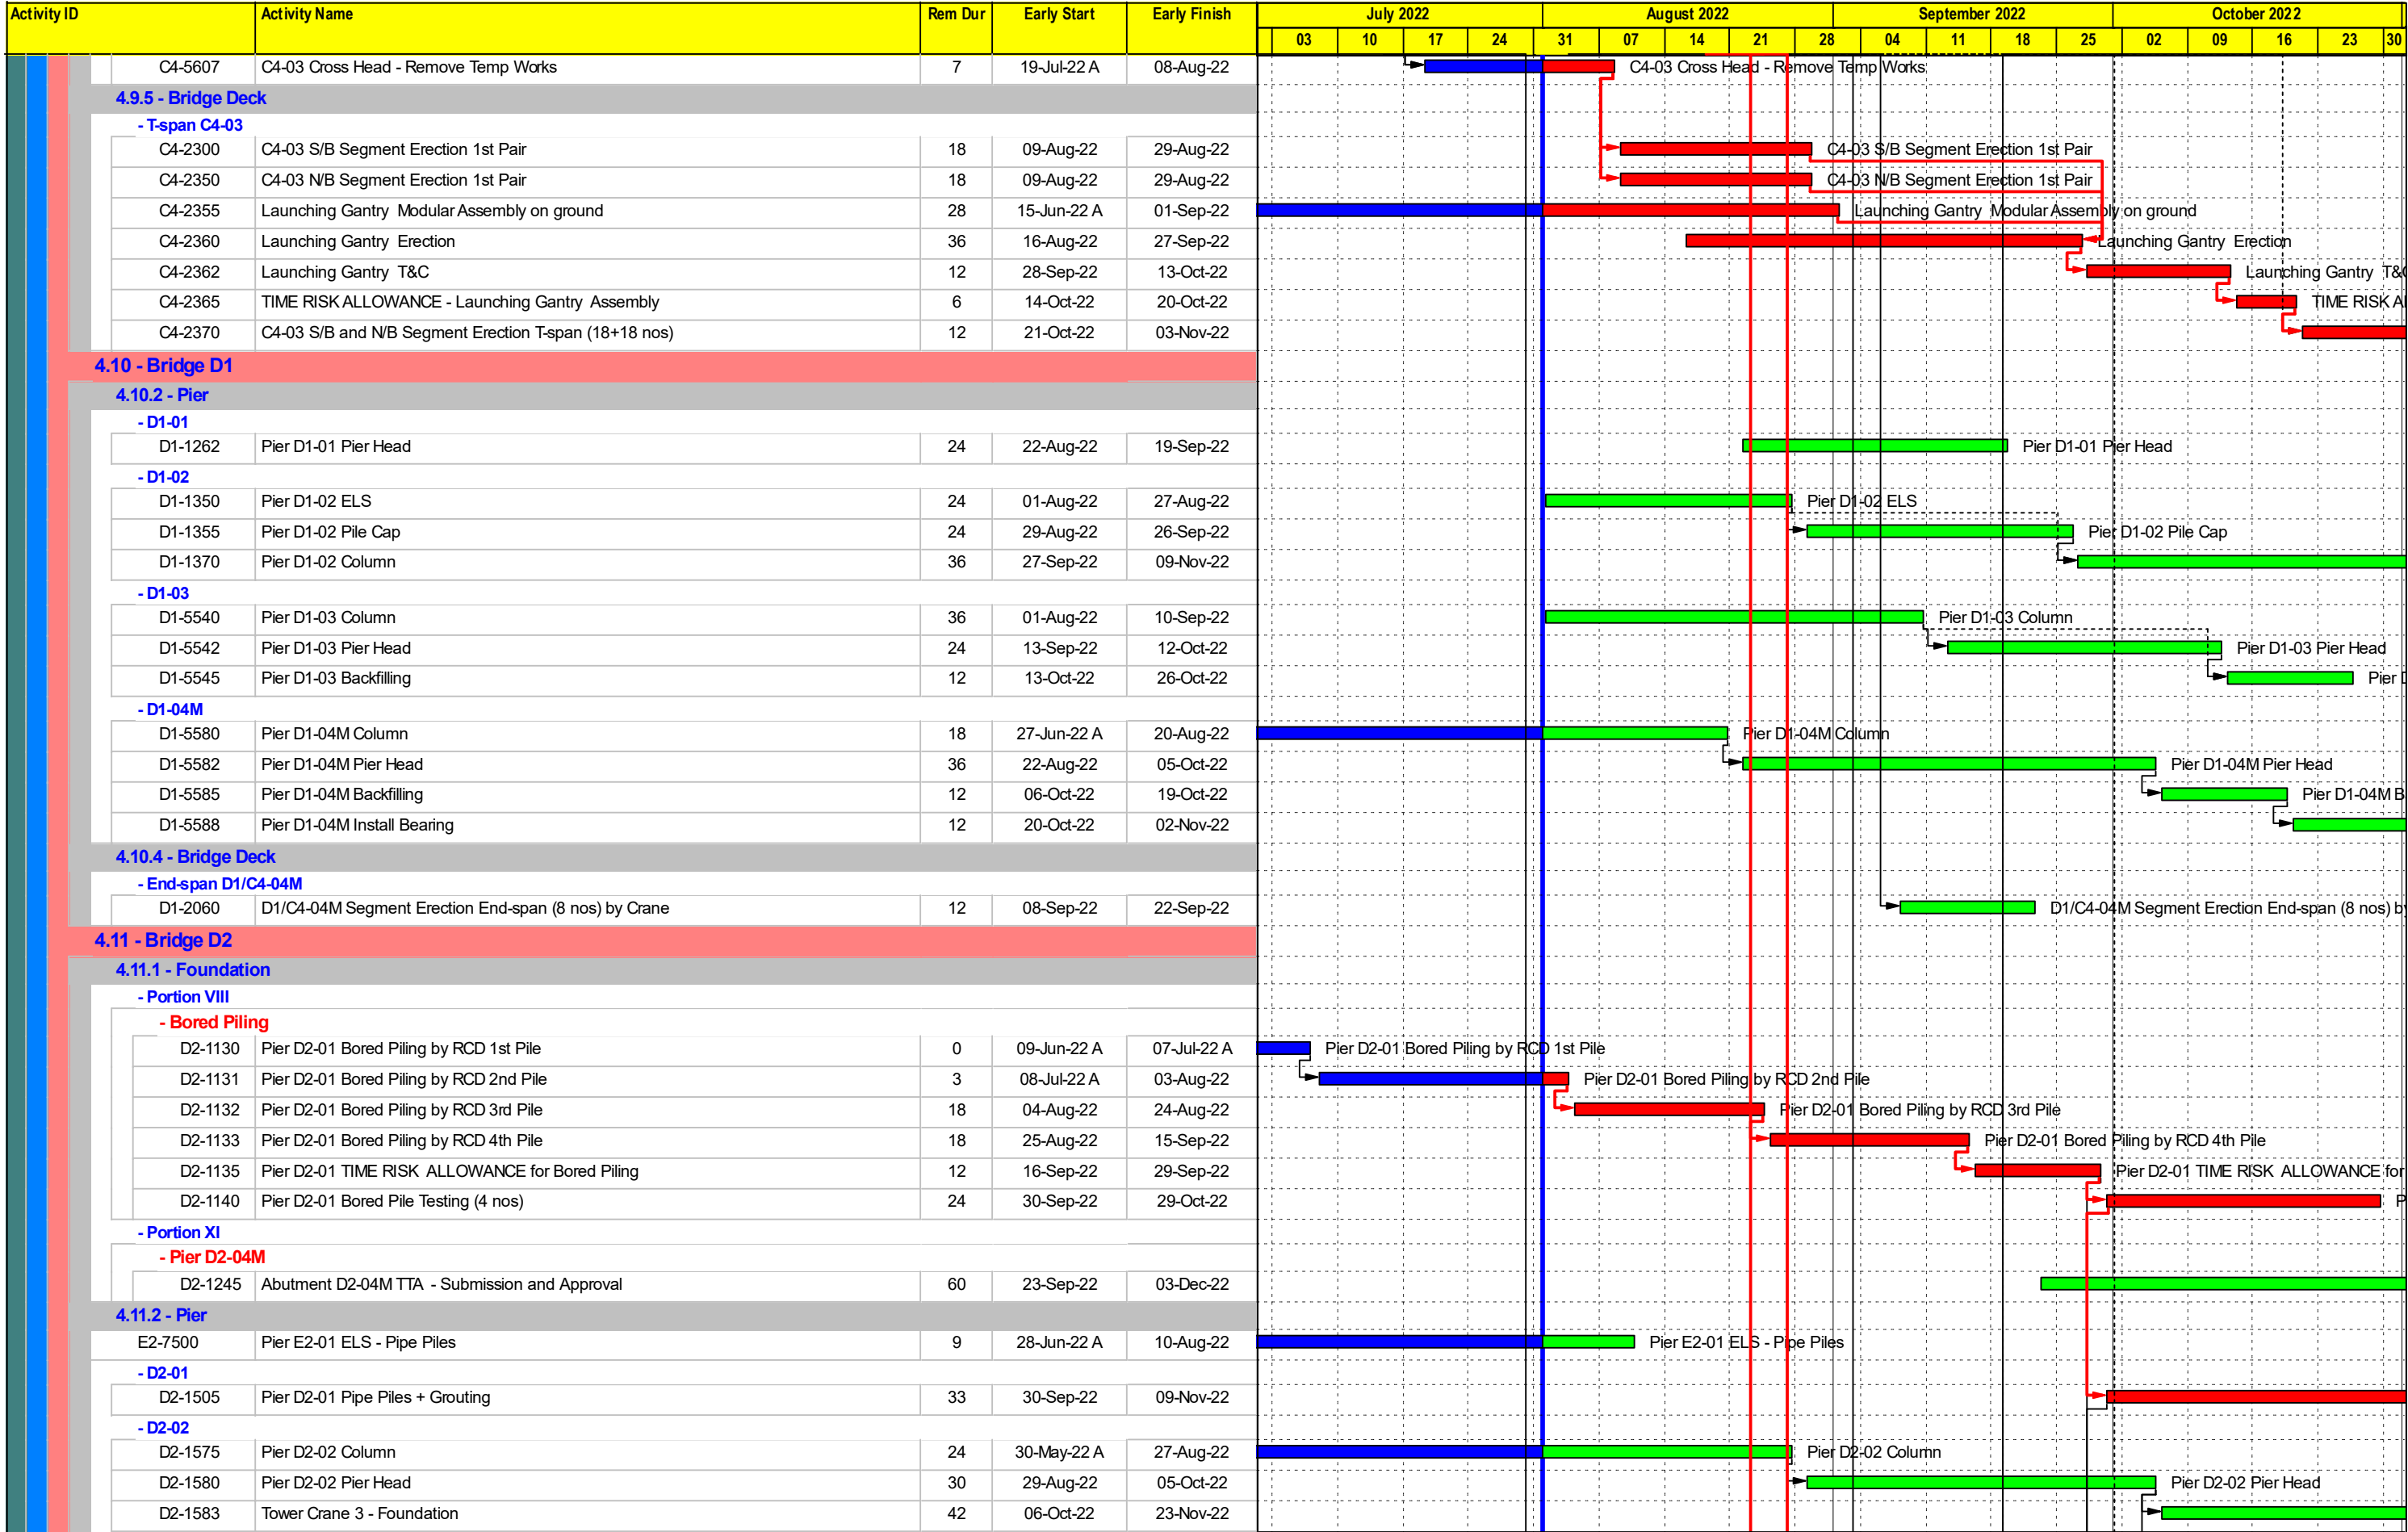 Activity ID Activity Name Rem Dur Early Start Early Finish July 2022 August 2022 September 2022 October 2022
03 10 17 24 31 07 14 21 28 04 11 18 25 02 09 16 23 30
C4-5607 C4-03 Cross Head - Remove Temp Works 7 19-Jul-22 A 08-Aug-22 C4-03 Cross Head - Remove Temp Works
4.9.5 - Bridge Deck
- T-span C4-03
C4-2300 C4-03 S/B Segment Erection 1st Pair 18 09-Aug-22 29-Aug-22 C4-03 S/B Segment Erection 1st Pair
C4-2350 C4-03 N/B Segment Erection 1st Pair 18 09-Aug-22 29-Aug-22 C4-03 N/B Segment Erection 1st Pair
C4-2355 Launching Gantry Modular Assembly on ground 28 15-Jun-22 A 01-Sep-22 Launching Gantry Modular Assembly on ground
C4-2360 Launching Gantry Erection 36 16-Aug-22 27-Sep-22 Launching Gantry Erection
C4-2362 Launching Gantry T&C 12 28-Sep-22 13-Oct-22 Launching Gantry T&C
C4-2365 TIME RISK ALLOWANCE - Launching Gantry Assembly 6 14-Oct-22 20-Oct-22 TIME RISK A
C4-2370 C4-03 S/B and N/B Segment Erection T-span (18+18 nos) 12 21-Oct-22 03-Nov-22
4.10 - Bridge D1
4.10.2 - Pier
- D1-01
D1-1262 Pier D1-01 Pier Head 24 22-Aug-22 19-Sep-22 Pier D1-01 Pier Head
- D1-02
D1-1350 Pier D1-02 ELS 24 01-Aug-22 27-Aug-22 Pier D1-02 ELS
D1-1355 Pier D1-02 Pile Cap 24 29-Aug-22 26-Sep-22 Pier D1-02 Pile Cap
D1-1370 Pier D1-02 Column 36 27-Sep-22 09-Nov-22
- D1-03
D1-5540 Pier D1-03 Column 36 01-Aug-22 10-Sep-22 Pier D1-03 Column
D1-5542 Pier D1-03 Pier Head 24 13-Sep-22 12-Oct-22 Pier D1-03 Pier Head
D1-5545 Pier D1-03 Backfilling 12 13-Oct-22 26-Oct-22 Pier D
- D1-04M
D1-5580 Pier D1-04M Column 18 27-Jun-22 A 20-Aug-22 Pier D1-04M Column
D1-5582 Pier D1-04M Pier Head 36 22-Aug-22 05-Oct-22 Pier D1-04M Pier Head
D1-5585 Pier D1-04M Backfilling 12 06-Oct-22 19-Oct-22 Pier D1-04M B
D1-5588 Pier D1-04M Install Bearing 12 20-Oct-22 02-Nov-22
4.10.4 - Bridge Deck
- End-span D1/C4-04M
D1-2060 D1/C4-04M Segment Erection End-span (8 nos) by Crane 12 08-Sep-22 22-Sep-22 D1/C4-04M Segment Erection End-span (8 nos) by
4.11 - Bridge D2
4.11.1 - Foundation
- Portion VIII
- Bored Piling
D2-1130 Pier D2-01 Bored Piling by RCD 1st Pile 0 09-Jun-22 A 07-Jul-22 A Pier D2-01 Bored Piling by RCD 1st Pile
D2-1131 Pier D2-01 Bored Piling by RCD 2nd Pile 3 08-Jul-22 A 03-Aug-22 Pier D2-01 Bored Piling by RCD 2nd Pile
D2-1132 Pier D2-01 Bored Piling by RCD 3rd Pile 18 04-Aug-22 24-Aug-22 Pier D2-01 Bored Piling by RCD 3rd Pile
D2-1133 Pier D2-01 Bored Piling by RCD 4th Pile 18 25-Aug-22 15-Sep-22 Pier D2-01 Bored Piling by RCD 4th Pile
D2-1135 Pier D2-01 TIME RISK ALLOWANCE for Bored Piling 12 16-Sep-22 29-Sep-22 Pier D2-01 TIME RISK ALLOWANCE for
D2-1140 Pier D2-01 Bored Pile Testing (4 nos) 24 30-Sep-22 29-Oct-22 P
- Portion XI
- Pier D2-04M
D2-1245 Abutment D2-04M TTA - Submission and Approval 60 23-Sep-22 03-Dec-22
4.11.2 - Pier
E2-7500 Pier E2-01 ELS - Pipe Piles 9 28-Jun-22 A 10-Aug-22 Pier E2-01 ELS - Pipe Piles
- D2-01
D2-1505 Pier D2-01 Pipe Piles + Grouting 33 30-Sep-22 09-Nov-22
- D2-02
D2-1575 Pier D2-02 Column 24 30-May-22 A 27-Aug-22 Pier D2-02 Column
D2-1580 Pier D2-02 Pier Head 30 29-Aug-22 05-Oct-22 Pier D2-02 Pier Head
D2-1583 Tower Crane 3 - Foundation 42 06-Oct-22 23-Nov-22